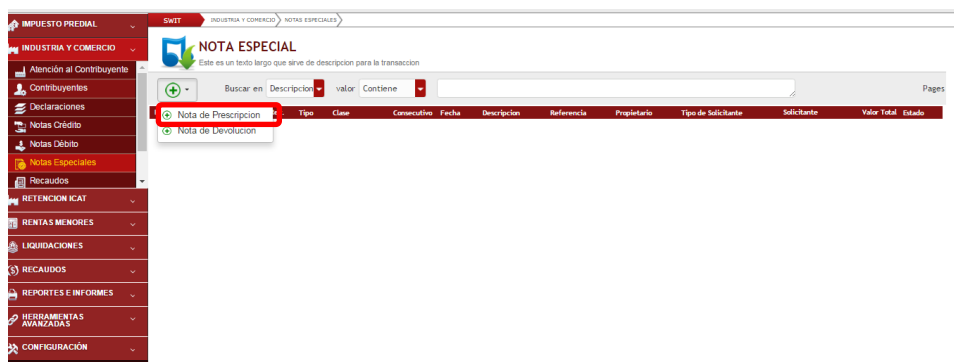 IMPUESTO PREDIAL
INDUSTRIA Y COMERCIO
Atención al Contribuyente
Contribuyentes
Declaraciones
Notas Crédito
Notas Débito
Notas Especiales
Recaudos
RETENCION ICAT
RENTAS MENORES
LIQUIDACIONES
RECAUDOS
REPORTES E INFORMES
HERRAMIENTAS
AVANZADAS
CONFIGURACIÓN
SWIT INDUSTRIA Y COMERCIO NOTAS ESPECIALES
NOTA ESPECIAL
Este es un texto largo que sirve de descripcion para la transaccion
Buscar en Descripcion valor Contiene Pages
Tipo Clase Consecutivo Fecha Descripcion Referencia Propietario Tipo de Solicitante Solicitante Valor Total Estado
Nota de Prescripcion
Nota de Devolucion